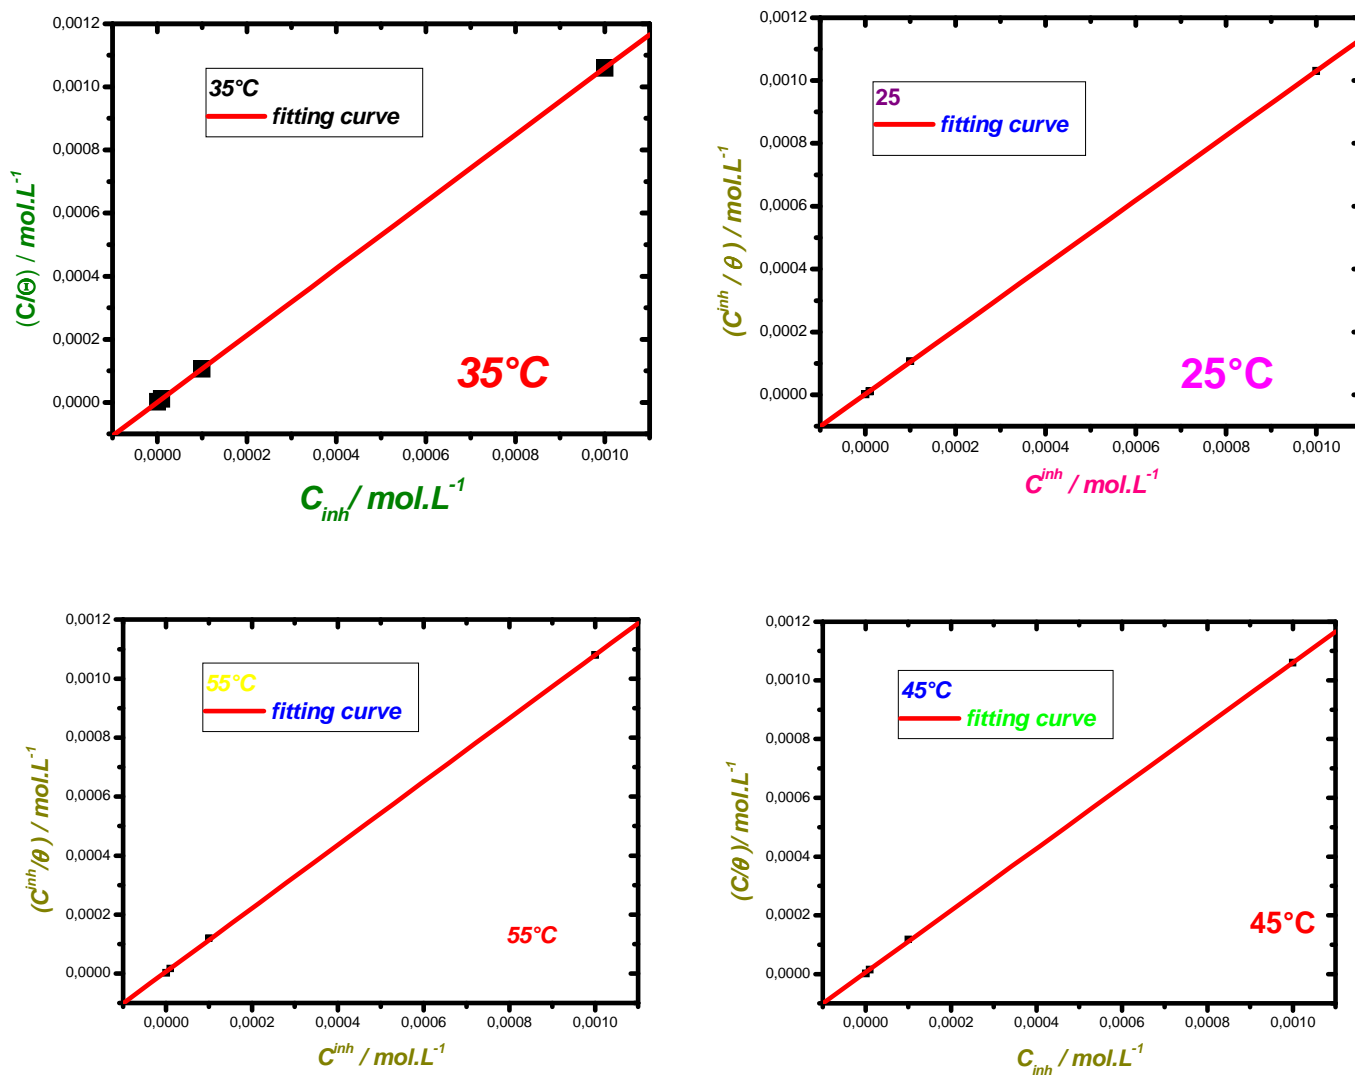 0,0012
0,0010
0,0008
0,0006
0,0004
0,0002
0,0000
(C/Θ) / mol.L⁻¹
35°C
fitting curve
35°C
0,0000 0,0002 0,0004 0,0006 0,0008 0,0010
C_inh / mol.L⁻¹
0,0012
0,0010
0,0008
0,0006
0,0004
0,0002
0,0000
(C^inh / θ ) / mol.L⁻¹
25
fitting curve
25°C
0,0000 0,0002 0,0004 0,0006 0,0008 0,0010
C^inh / mol.L⁻¹
0,0012
0,0010
0,0008
0,0006
0,0004
0,0002
0,0000
(C^inh/θ ) / mol.L⁻¹
55°C
fitting curve
55°C
0,0000 0,0002 0,0004 0,0006 0,0008 0,0010
C^inh / mol.L⁻¹
0,0012
0,0010
0,0008
0,0006
0,0004
0,0002
0,0000
(C/θ) / mol.L⁻¹
45°C
fitting curve
45°C
0,0000 0,0002 0,0004 0,0006 0,0008 0,0010
C_inh / mol.L⁻¹